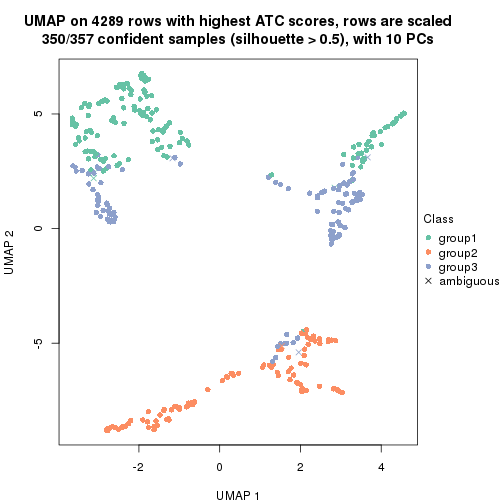 UMAP on 4289 rows with highest ATC scores, rows are scaled
350/357 confident samples (silhouette > 0.5), with 10 PCs
5
0
-5
UMAP 2
-2
0
2
4
UMAP 1
Class
group1
group2
group3
ambiguous